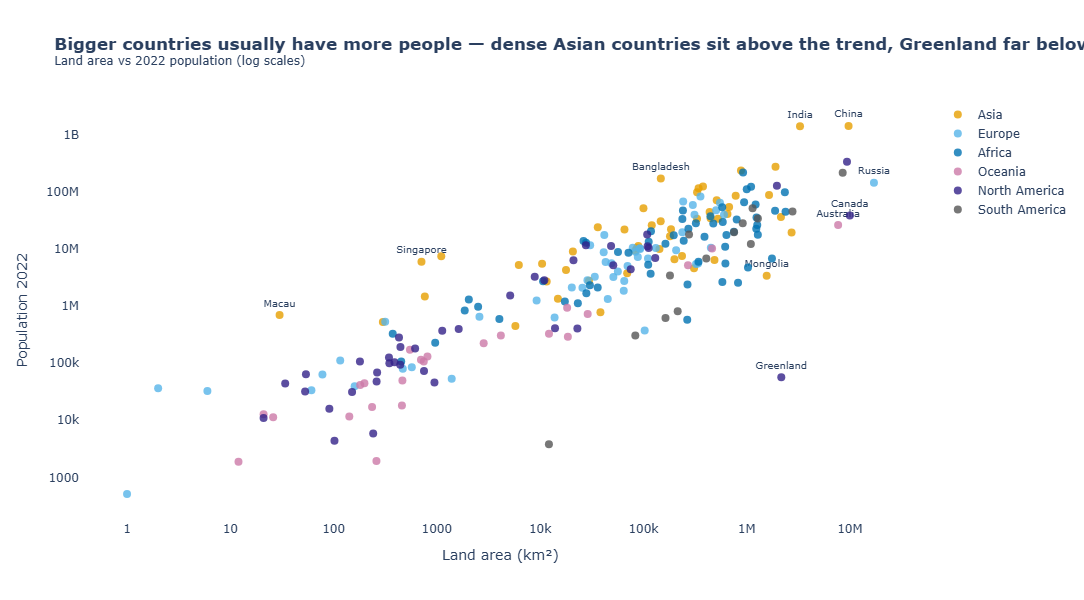 Bigger countries usually have more people — dense Asian countries sit above the trend, Greenland far below
Land area vs 2022 population (log scales)
India
China
Asia
Europe
Africa
Oceania
North America
South America
1B
Bangladesh
Russia
100M
Canada
Australia
10M
Singapore
Mongolia
Macau
1M
Greenland
100k
10k
1000
Population 2022
1
10
100
1000
10k
100k
1M
10M
Land area (km²)